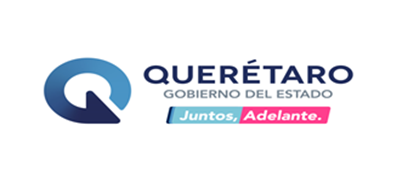 QUERÉTARO
GOBIERNO DEL ESTADO
Juntos, Adelante.